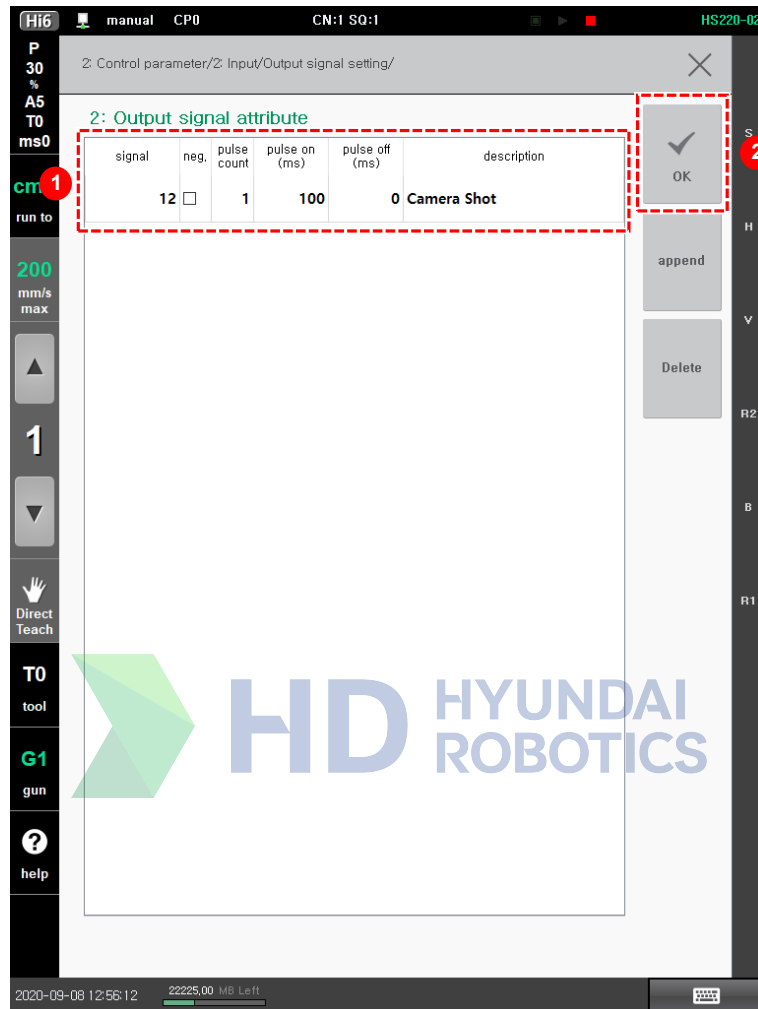 Hi6 manual CP0 CN:1 SQ:1 HS220-02
P
30
%
A5
T0
ms0
2: Control parameter/2: Input/Output signal setting/
2: Output signal attribute
signal neg. pulse count pulse on (ms) pulse off (ms) description
12 1 100 0 Camera Shot
1
2
OK
append
Delete
run to
200
mm/s
max
1
Direct
Teach
T0
tool
G1
gun
?
help
S
H
V
R2
B
R1
HD HYUNDAI
ROBOTICS
2020-09-08 12:56:12 22225,00 MB Left